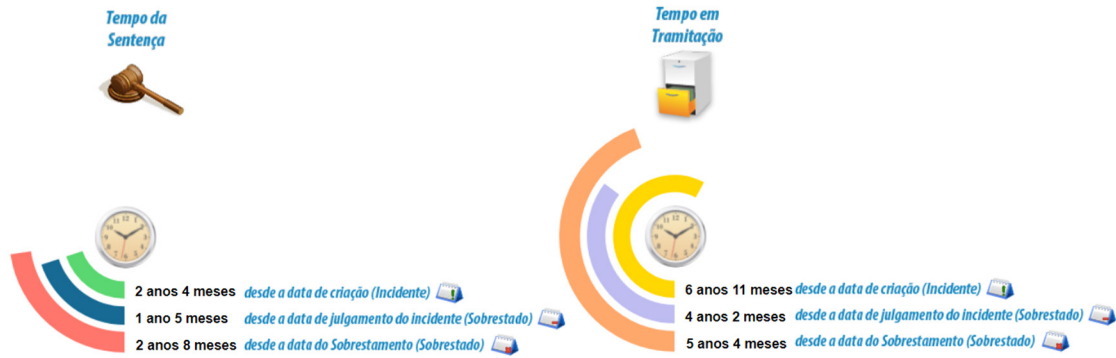 Tempo da
Sentença
2 anos 4 meses desde a data de criação (Incidente)
1 ano 5 meses desde a data de julgamento do incidente (Sobrestado)
2 anos 8 meses desde a data do Sobrestamento (Sobrestado)
Tempo em
Tramitação
6 anos 11 meses desde a data de criação (Incidente)
4 anos 2 meses desde a data de julgamento do incidente (Sobrestado)
5 anos 4 meses desde a data do Sobrestamento (Sobrestado)